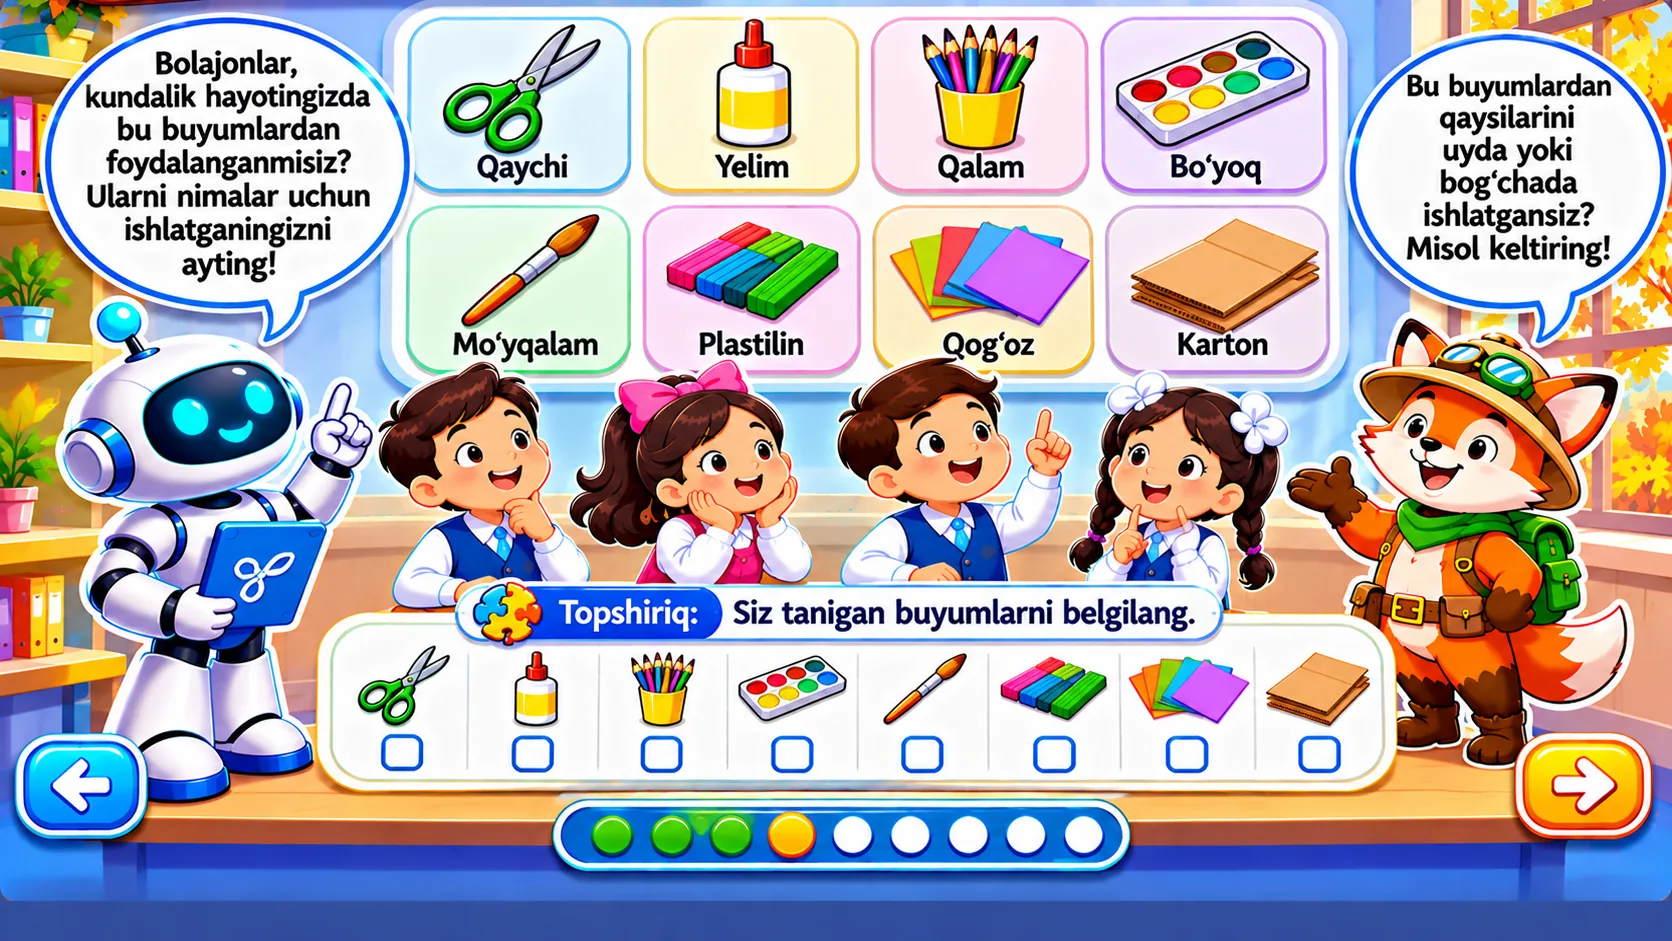 Bolajonlar,
kundalik hayotingizda
bu buyumlardan
foydalanganmisiz?
Ularni nimalar uchun
ishlatganingizni
ayting!
Qaychi
Yelim
Qalam
Bo‘yoq
Mo‘yqalam
Plastilin
Qog‘oz
Karton
Bu buyumlardan
qaysilarini
uyda yoki
bog‘chada
ishlatgansiz?
Misol keltiring!
Topshiriq: Siz tanigan buyumlarni belgilang.